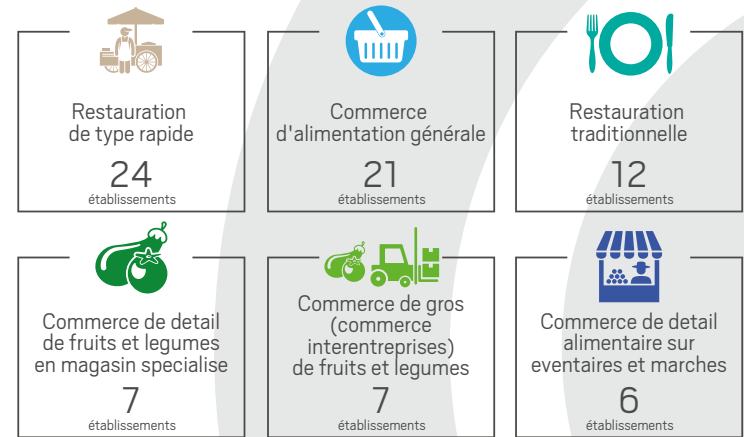 Restauration
de type rapide
24
établissements
Commerce
d'alimentation générale
21
établissements
Restauration
traditionnelle
12
établissements
Commerce de detail
de fruits et legumes
en magasin specialise
7
établissements
Commerce de gros
(commerce
interentreprises)
de fruits et légumes
7
établissements
Commerce de detail
alimentaire sur
eventaires et marches
6
établissements